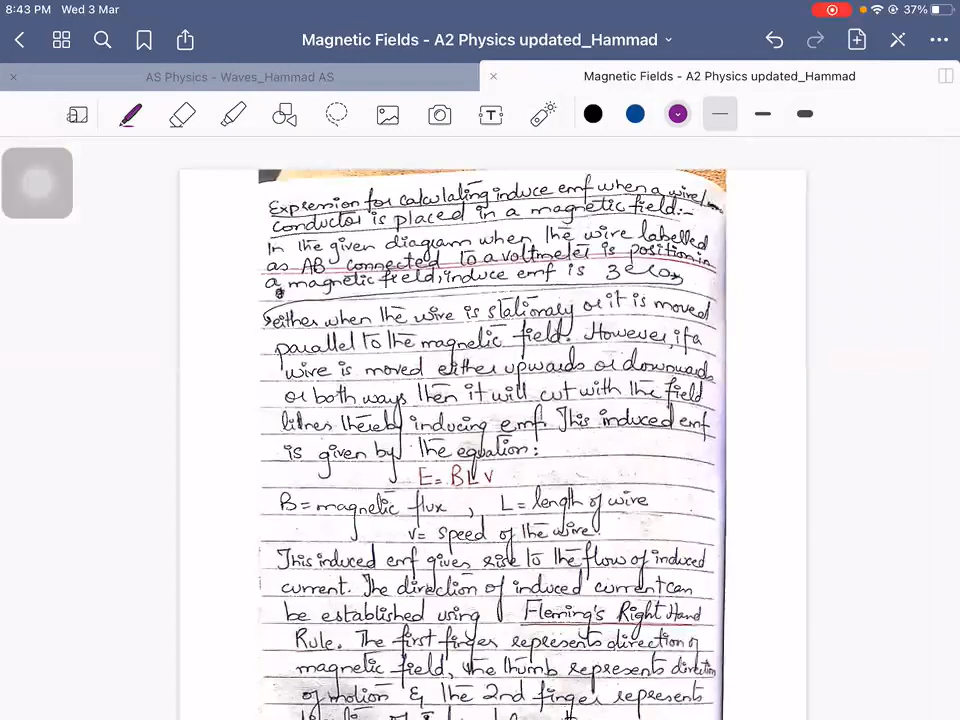 8:43 PM Wed 3 Mar 37%
Magnetic Fields - A2 Physics updated_Hammad
AS Physics - Waves_Hammad AS
Magnetic Fields - A2 Physics updated_Hammad
Expression for calculating induce emf when a wire/
conductor is placed in a magnetic field:-
In the given diagram when the wire labelled
as AB connected to a voltmeter is position in
a magnetic field, induce emf is zero
either when the wire is stationary or it is moved
parallel to the magnetic field. However, if a
wire is moved either upwards or downwards
or both ways then it will cut with the field
lines thereby inducing emf. This induced emf
is given by the equation:
E = BLv
B = magnetic flux, L = length of wire
v = speed of the wire.
This induced emf gives rise to the flow of induced
current. The direction of induced current can
be established using Fleming's Right Hand
Rule. The first finger represents direction of
magnetic field, the thumb represents direction
of motion & the 2nd finger represents